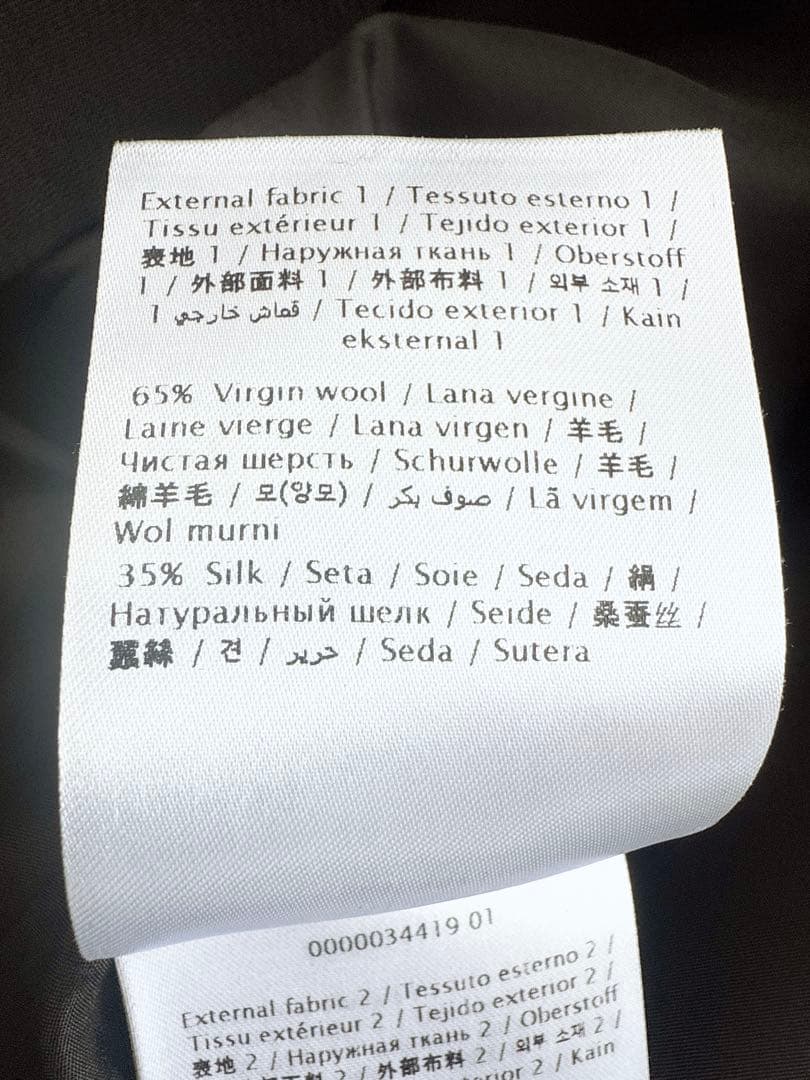 External fabric 1 / Tessuto esterno 1 /
Tissu extérieur 1 / Tejido exterior 1 /
表地 1 / Наружная ткань 1 / Oberstoff
1 / 外部面料 1 / 外部布料 1 / 외부 소재 1 /
قماش خارجي 1 / Tecido exterior 1 / Kain
eksternal 1
65% Virgin wool / Lana vergine /
Laine vierge / Lana virgen / 羊毛 /
Чистая шерсть / Schurwolle / 羊毛 /
綿羊毛 / 모(양모) / صوف بكر / Lã virgem /
Wol murni
35% Silk / Seta / Soie / Seda / 絹 /
Натуральный шелк / Seide / 桑蚕丝 /
蠶絲 / 견 / حرير / Seda / Sutera
0000034419 01
External fabric 2 / Tessuto esterno 2 /
Tissu extérieur 2 / Tejido exterior 2 /
表地 2 / Наружная ткань 2 / Oberstoff
2 / 外部布料 2 / 외부 소재 2 /
2 / Kain